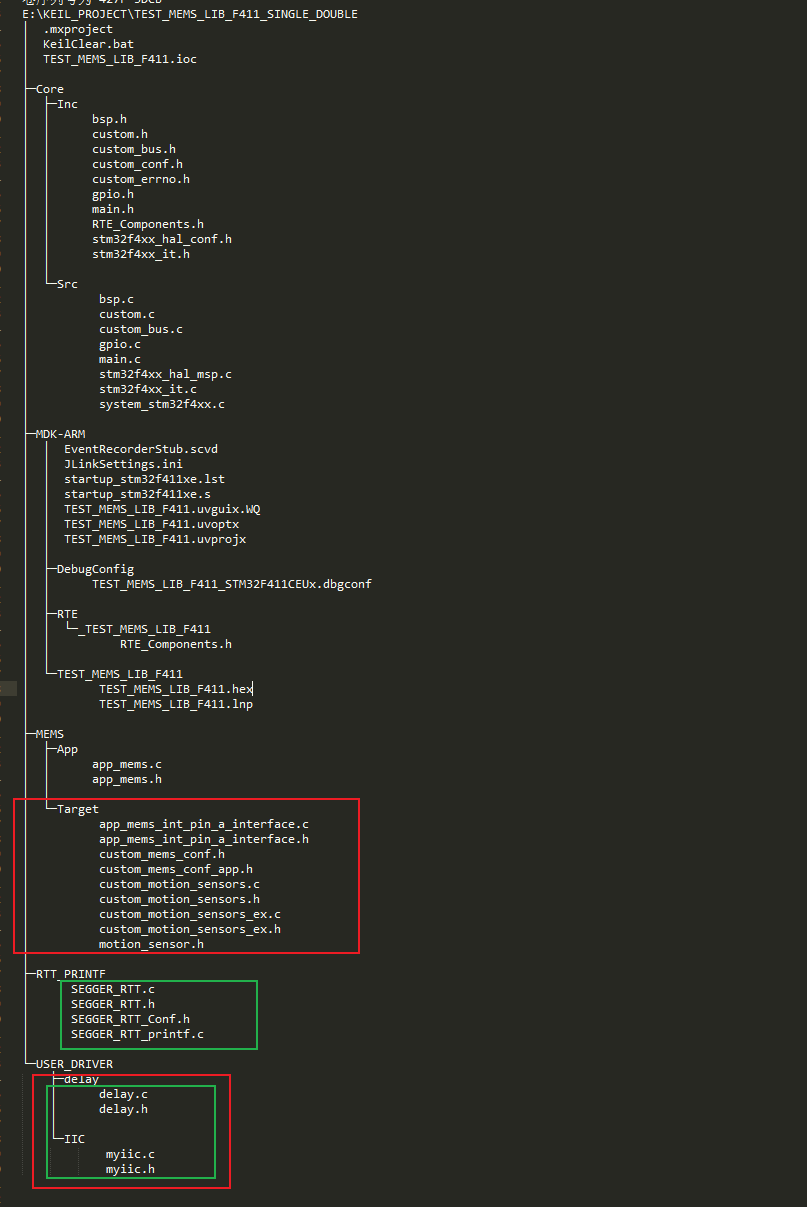 E:\KEIL_PROJECT\TEST_MEMS_LIB_F411_SINGLE_DOUBLE
.mxproject
KeilClear.bat
TEST_MEMS_LIB_F411.ioc
Core
Inc
bsp.h
custom.h
custom_bus.h
custom_conf.h
custom_errno.h
gpio.h
main.h
RTE_Components.h
stm32f4xx_hal_conf.h
stm32f4xx_it.h
Src
bsp.c
custom.c
custom_bus.c
gpio.c
main.c
stm32f4xx_hal_msp.c
stm32f4xx_it.c
system_stm32f4xx.c
MDK-ARM
EventRecorderStub.scvd
JLinkSettings.ini
startup_stm32f411xe.lst
startup_stm32f411xe.s
TEST_MEMS_LIB_F411.uvguix.WQ
TEST_MEMS_LIB_F411.uvoptx
TEST_MEMS_LIB_F411.uvprojx
DebugConfig
TEST_MEMS_LIB_F411_STM32F411CEUx.dbgconf
RTE
_TEST_MEMS_LIB_F411
RTE_Components.h
TEST_MEMS_LIB_F411
TEST_MEMS_LIB_F411.hex
TEST_MEMS_LIB_F411.lnp
MEMS
App
app_mems.c
app_mems.h
Target
app_mems_int_pin_a_interface.c
app_mems_int_pin_a_interface.h
custom_mems_conf.h
custom_mems_conf_app.h
custom_motion_sensors.c
custom_motion_sensors.h
custom_motion_sensors_ex.c
custom_motion_sensors_ex.h
motion_sensor.h
RTT_PRINTF
SEGGER_RTT.c
SEGGER_RTT.h
SEGGER_RTT_Conf.h
SEGGER_RTT_printf.c
USER_DRIVER
delay
delay.c
delay.h
IIC
myiic.c
myiic.h